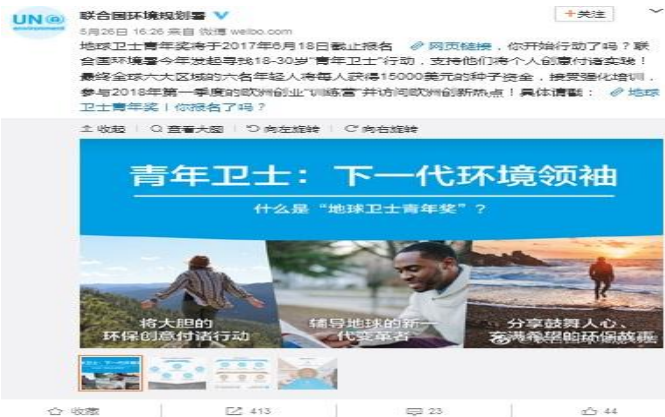 UN
environment
联合国环境规划署
+关注
5月26日 16:26 来自 微博 weibo.com
地球卫士青年奖将于2017年6月18日截止报名 网页链接，你开始行动了吗？联
合国环境署今年发起寻找18-30岁“青年卫士”行动，支持他们将个人创意付诸实践！
最终全球六大区域的六名年轻人将每人获得15000美元的种子资金，接受强化培训，
参与2018年第一季度的欧洲创业“训练营”并访问欧洲创新热点！具体请戳： 地球
卫士青年奖 | 你报名了吗？
收起 查看大图 向左旋转 向右旋转
青年卫士：下一代环境领袖
什么是“地球卫士青年奖”？
将大胆的
环保创意付诸行动
辅导地球的新一
代变革者
分享鼓舞人心、
充满希望的环保故事
收藏 413 23 44